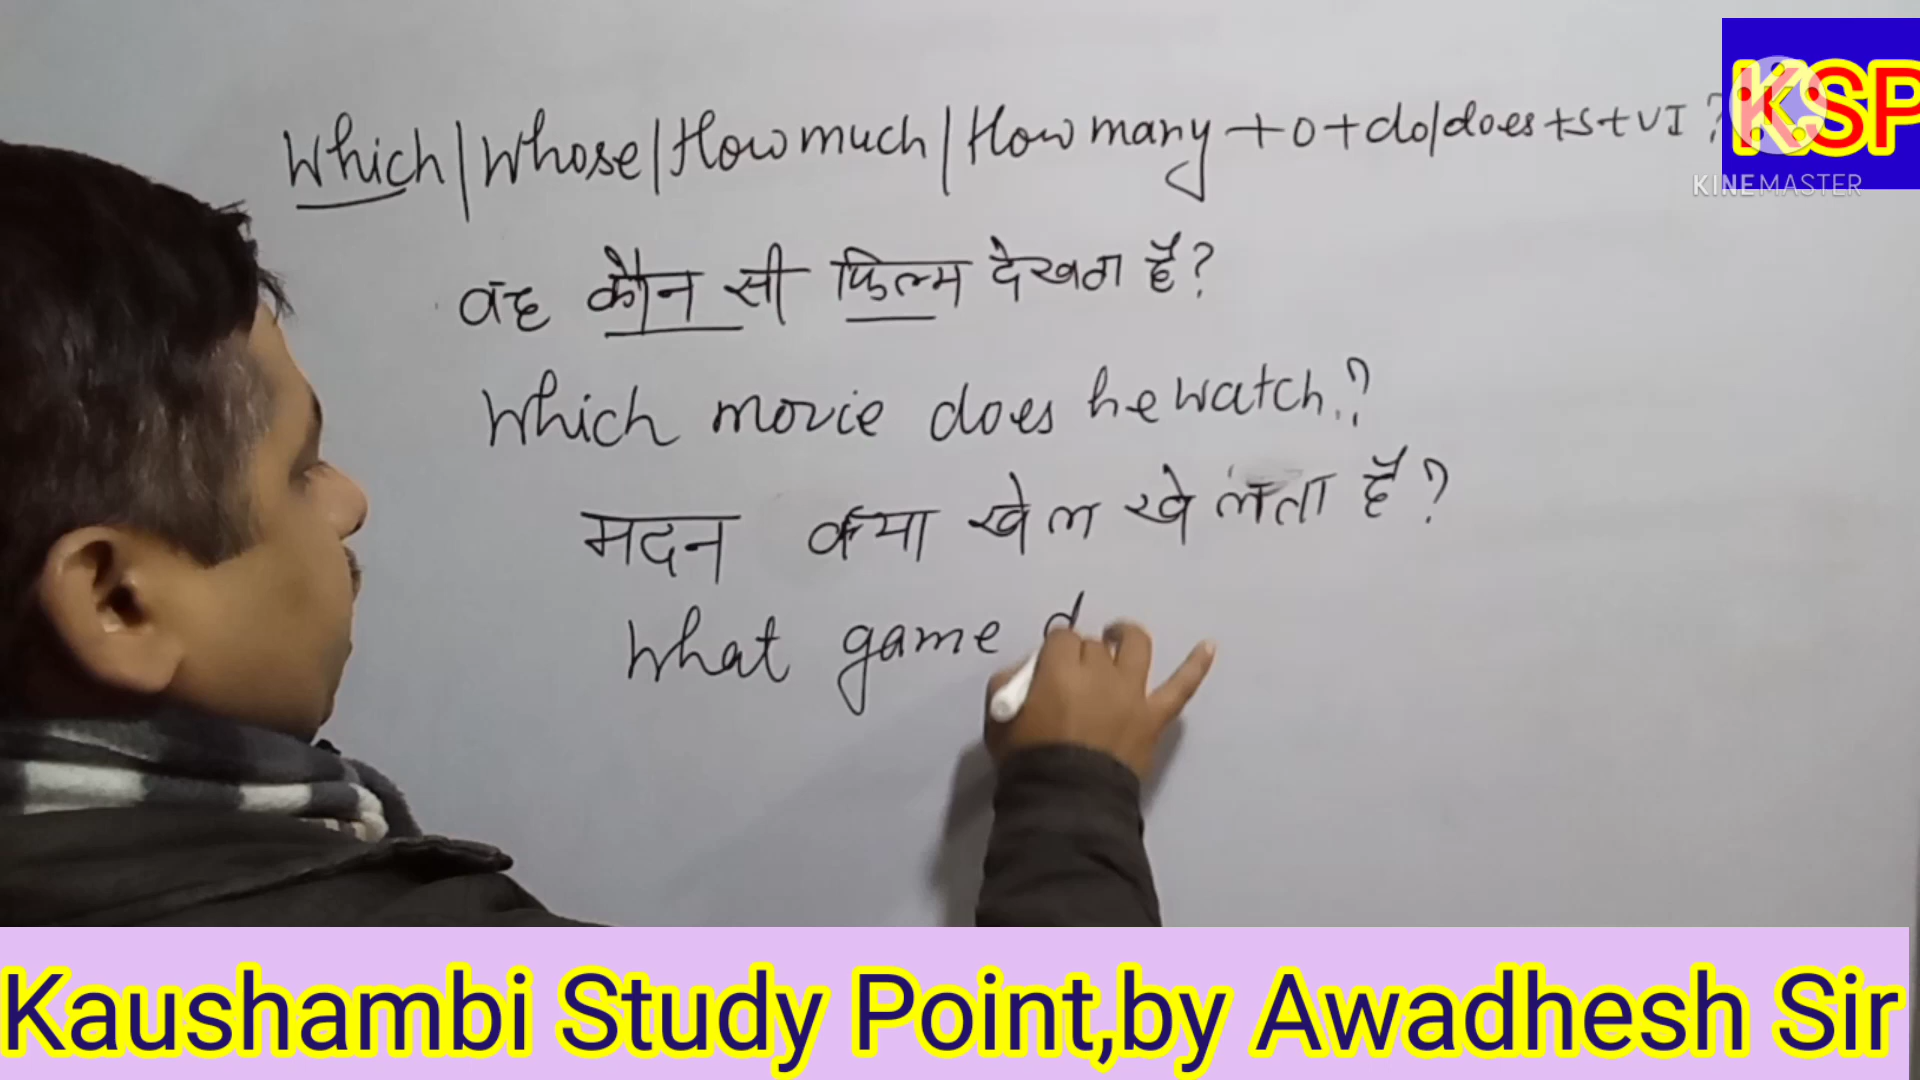 Which|Whose|How much|How many + o + do|does + s + VI ?
KSP
KINEMASTER
वह कौन सी फिल्म देखता है?
Which movie does he watch.?
मदन क्या खेल खेलता है?
What game d
Kaushambi Study Point,by Awadhesh Sir